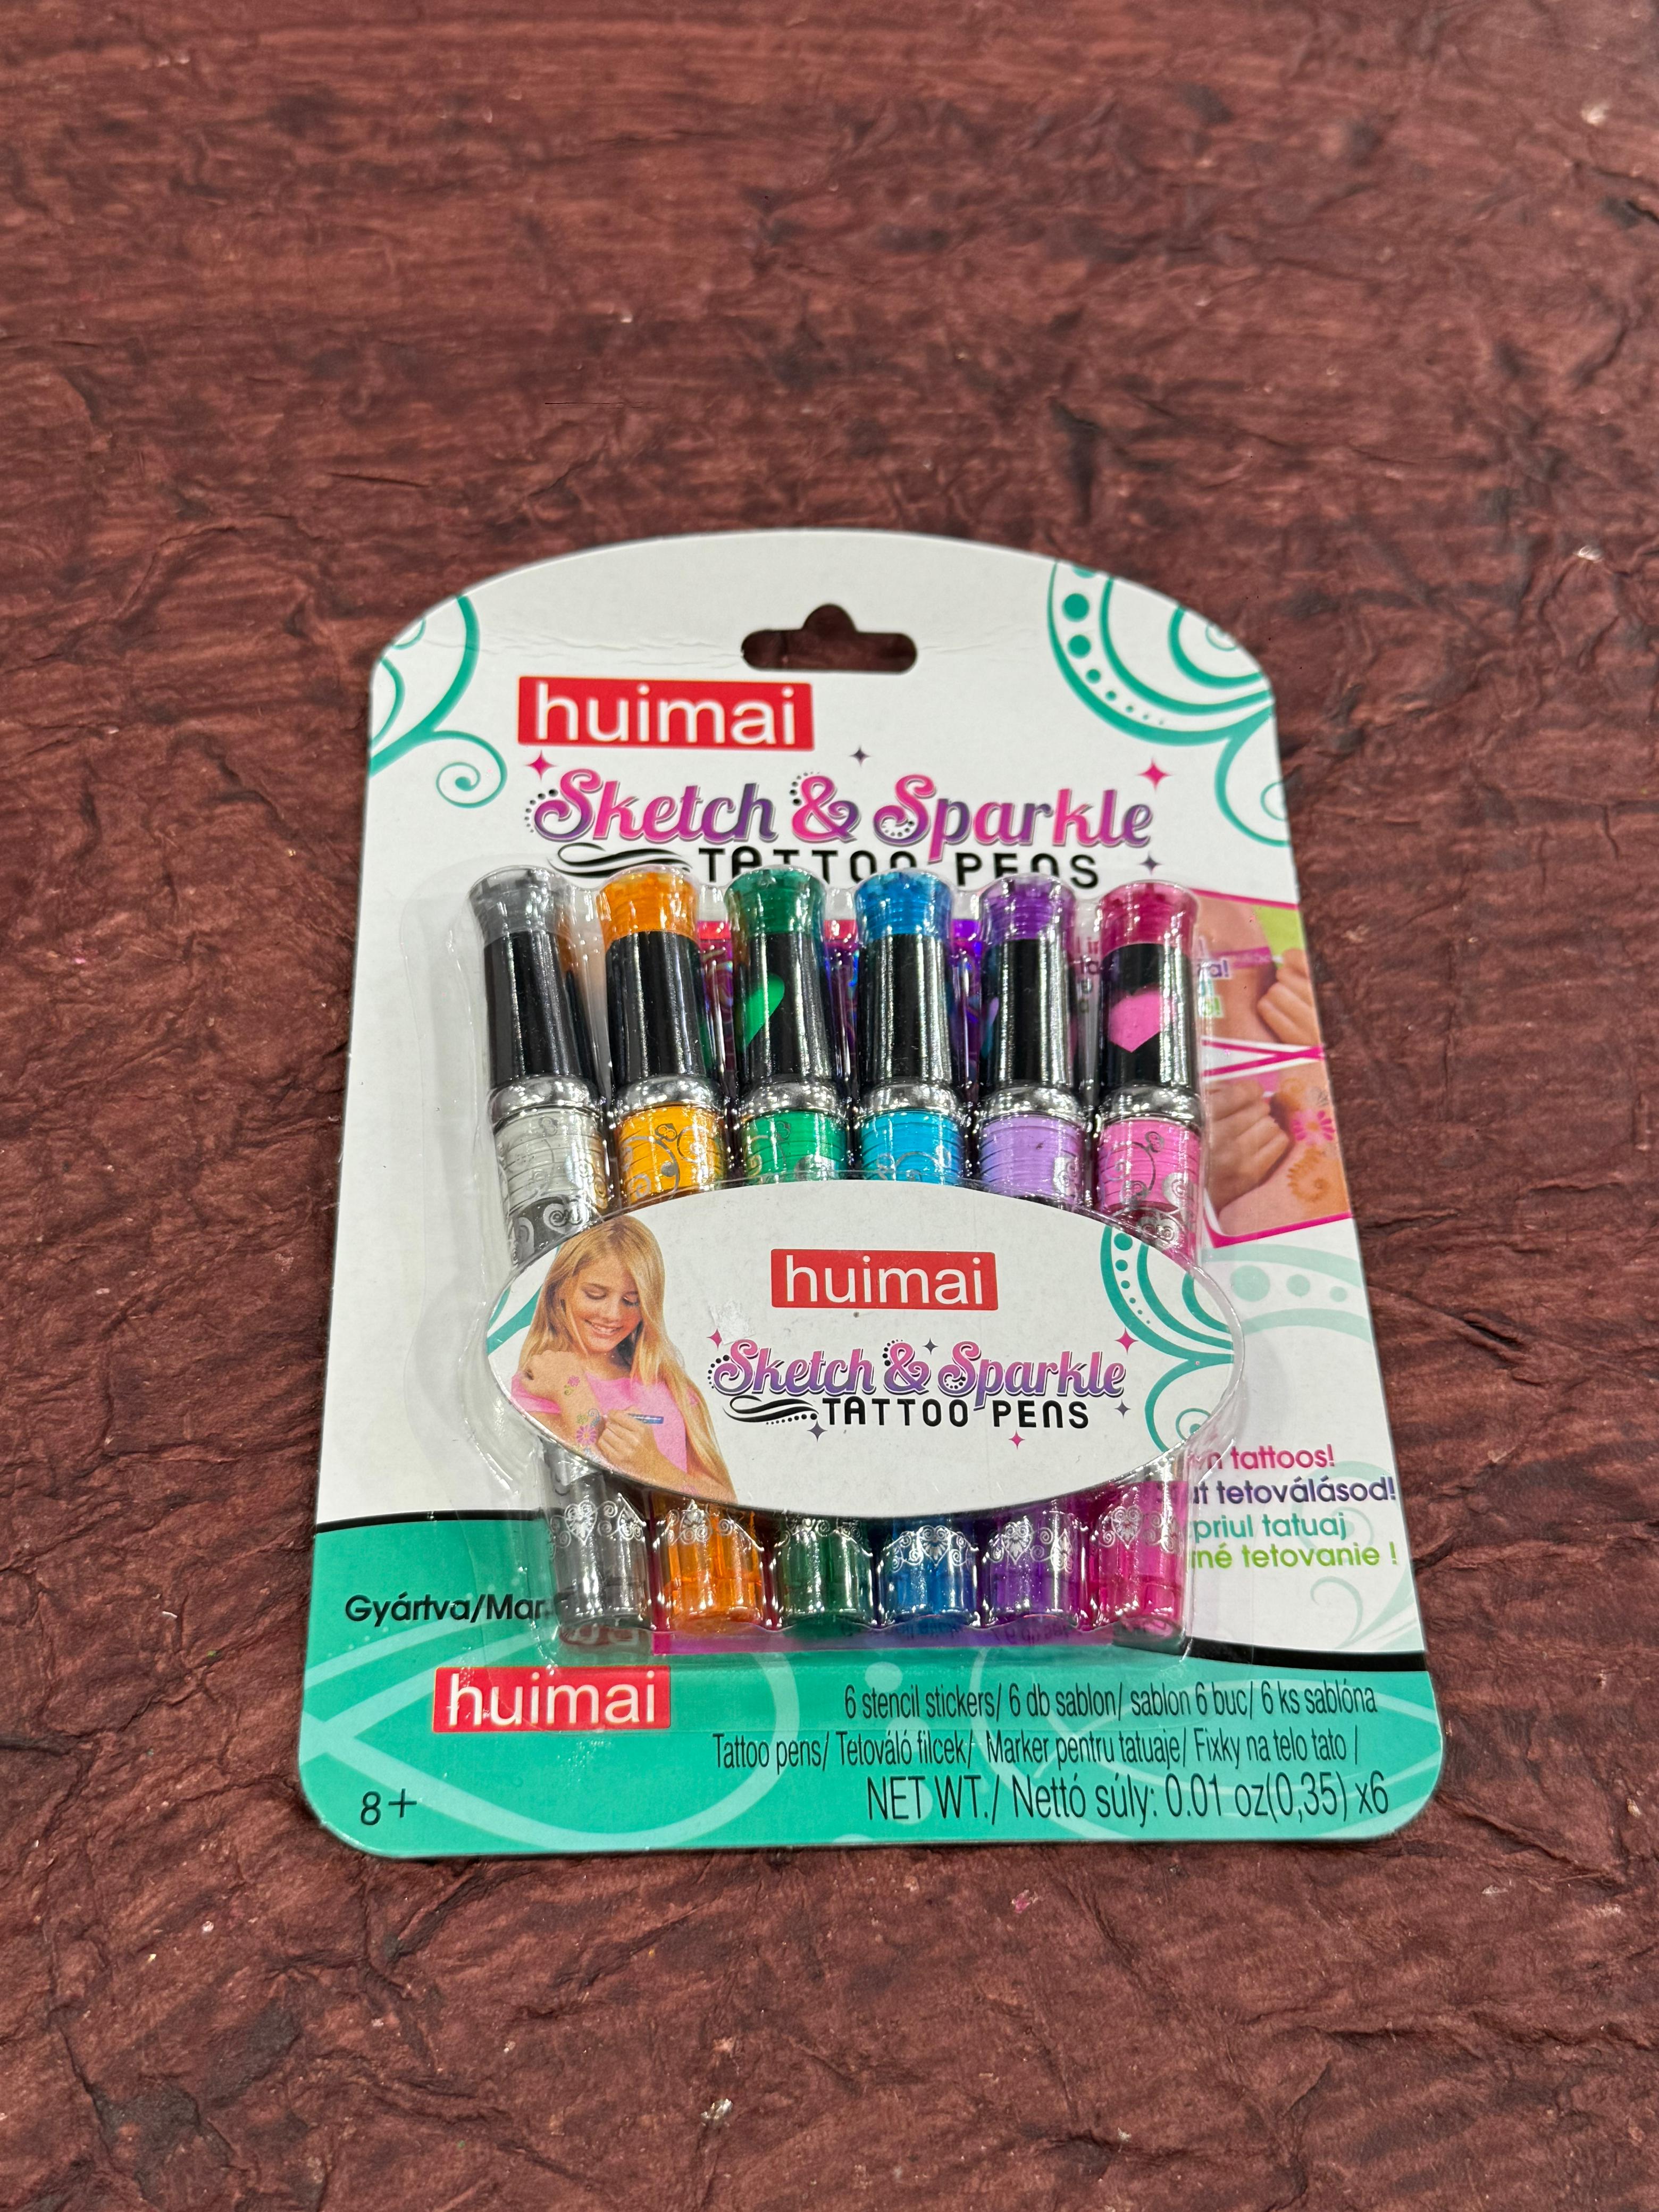 huimai
Sketch & Sparkle
TATTOO PENS
huimai
Sketch & Sparkle
TATTOO PENS
tattoos!
tetoválásod!
tatuaj
tetovanie !
Gyártva/Mar
huimai
6 stencil stickers/ 6 db sablon/ sablon 6 buc/ 6 ks sablóna
Tattoo pens/ Tetováló filcek/ Marker pentru tatuaje/ Fixky na telo tato /
NET WT./ Nettó súly: 0.01 oz(0,35) x6
8+